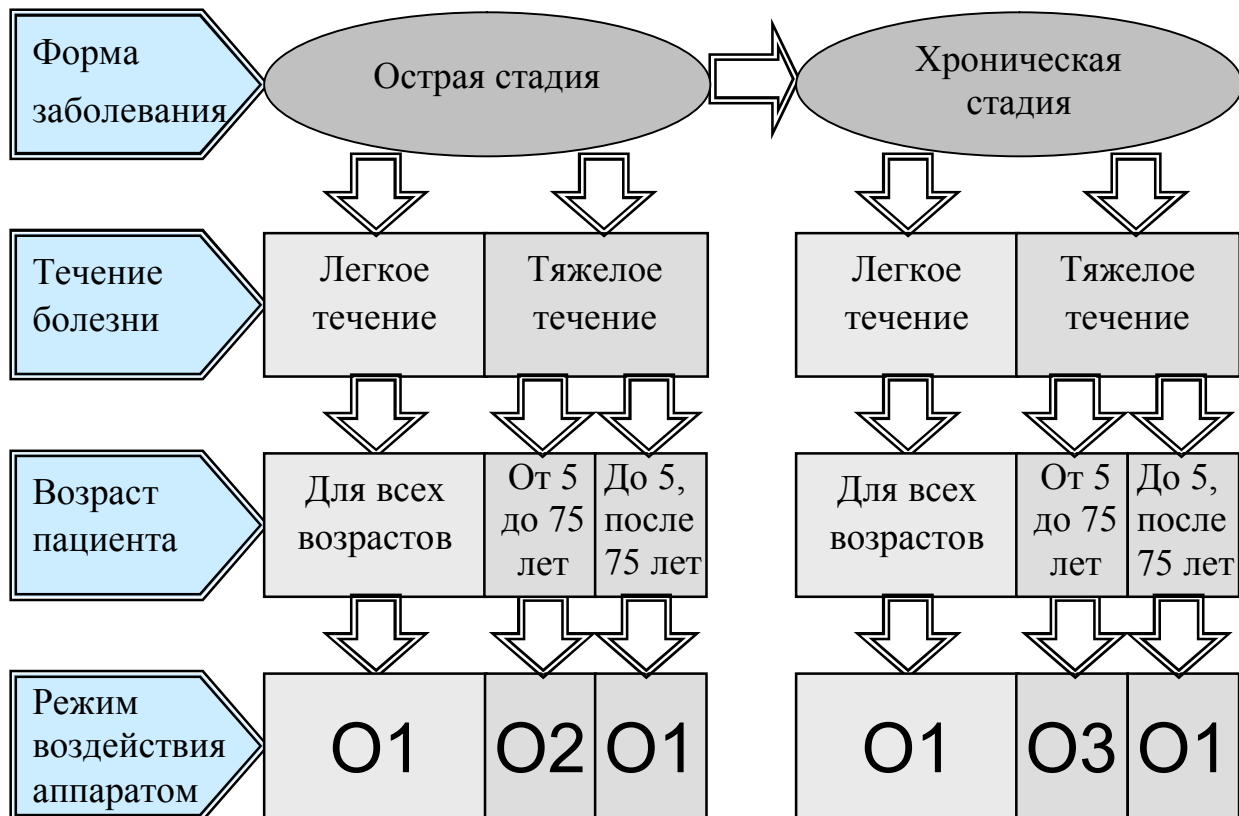 Форма
заболевания
Острая стадия
Хроническая
стадия
Течение
болезни
Легкое
течение
Тяжелое
течение
Легкое
течение
Тяжелое
течение
Возраст
пациента
Для всех
возрастов
От 5
до 75
лет
До 5,
после
75 лет
Для всех
возрастов
От 5
до 75
лет
До 5,
после
75 лет
Режим
воздействия
аппаратом
О1
О2
О1
О1
О3
О1